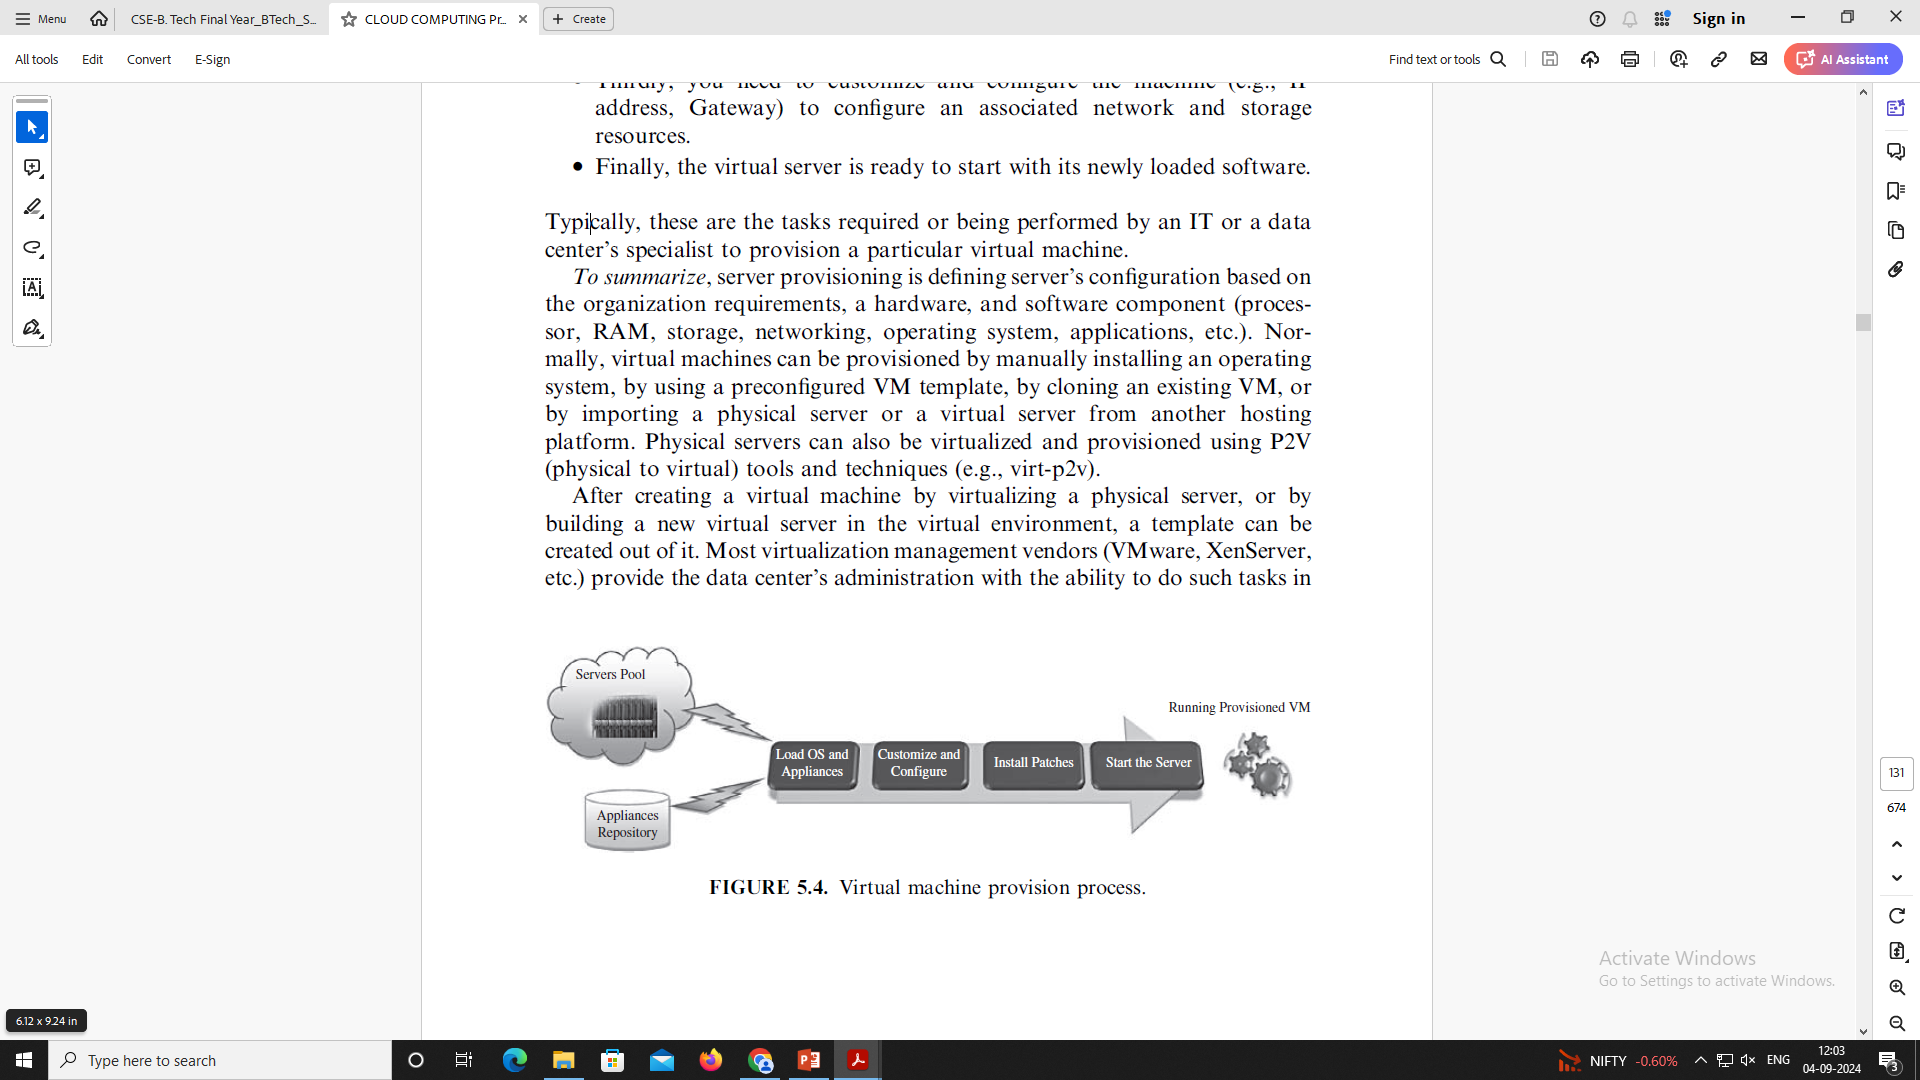 Menu
CSE-B. Tech Final Year_BTech_S...
CLOUD COMPUTING Pr...
Create
Sign in
All tools
Edit
Convert
E-Sign
Find text or tools
AI Assistant
Thirdly, you need to customize and configure the machine (e.g., IP
address, Gateway) to configure an associated network and storage
resources.
• Finally, the virtual server is ready to start with its newly loaded software.
Typically, these are the tasks required or being performed by an IT or a data
center's specialist to provision a particular virtual machine.
To summarize, server provisioning is defining server's configuration based on
the organization requirements, a hardware, and software component (proces-
sor, RAM, storage, networking, operating system, applications, etc.). Nor-
mally, virtual machines can be provisioned by manually installing an operating
system, by using a preconfigured VM template, by cloning an existing VM, or
by importing a physical server or a virtual server from another hosting
platform. Physical servers can also be virtualized and provisioned using P2V
(physical to virtual) tools and techniques (e.g., virt-p2v).
After creating a virtual machine by virtualizing a physical server, or by
building a new virtual server in the virtual environment, a template can be
created out of it. Most virtualization management vendors (VMware, XenServer,
etc.) provide the data center's administration with the ability to do such tasks in
Servers Pool
Running Provisioned VM
Load OS and
Appliances
Customize and
Configure
Install Patches
Start the Server
Appliances
Repository
FIGURE 5.4. Virtual machine provision process.
131
674
Activate Windows
Go to Settings to activate Windows.
6.12 x 9.24 in
Type here to search
NIFTY -0.60%
ENG
12:03
04-09-2024
3